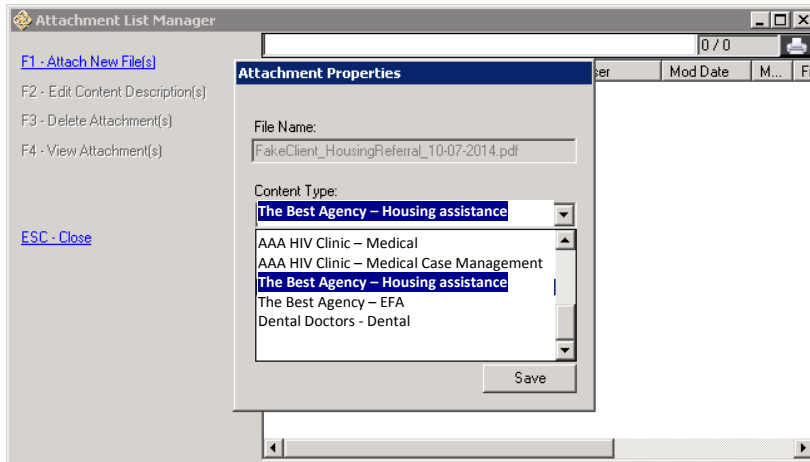 Attachment List Manager
0 / 0
F1 - Attach New File(s)
F2 - Edit Content Description(s)
F3 - Delete Attachment(s)
F4 - View Attachment(s)
ESC - Close
Mod Date
M...
Attachment Properties
File Name:
FakeClient_HousingReferral_10-07-2014.pdf
Content Type:
The Best Agency – Housing assistance
AAA HIV Clinic – Medical
AAA HIV Clinic – Medical Case Management
The Best Agency – Housing assistance
The Best Agency – EFA
Dental Doctors - Dental
Save